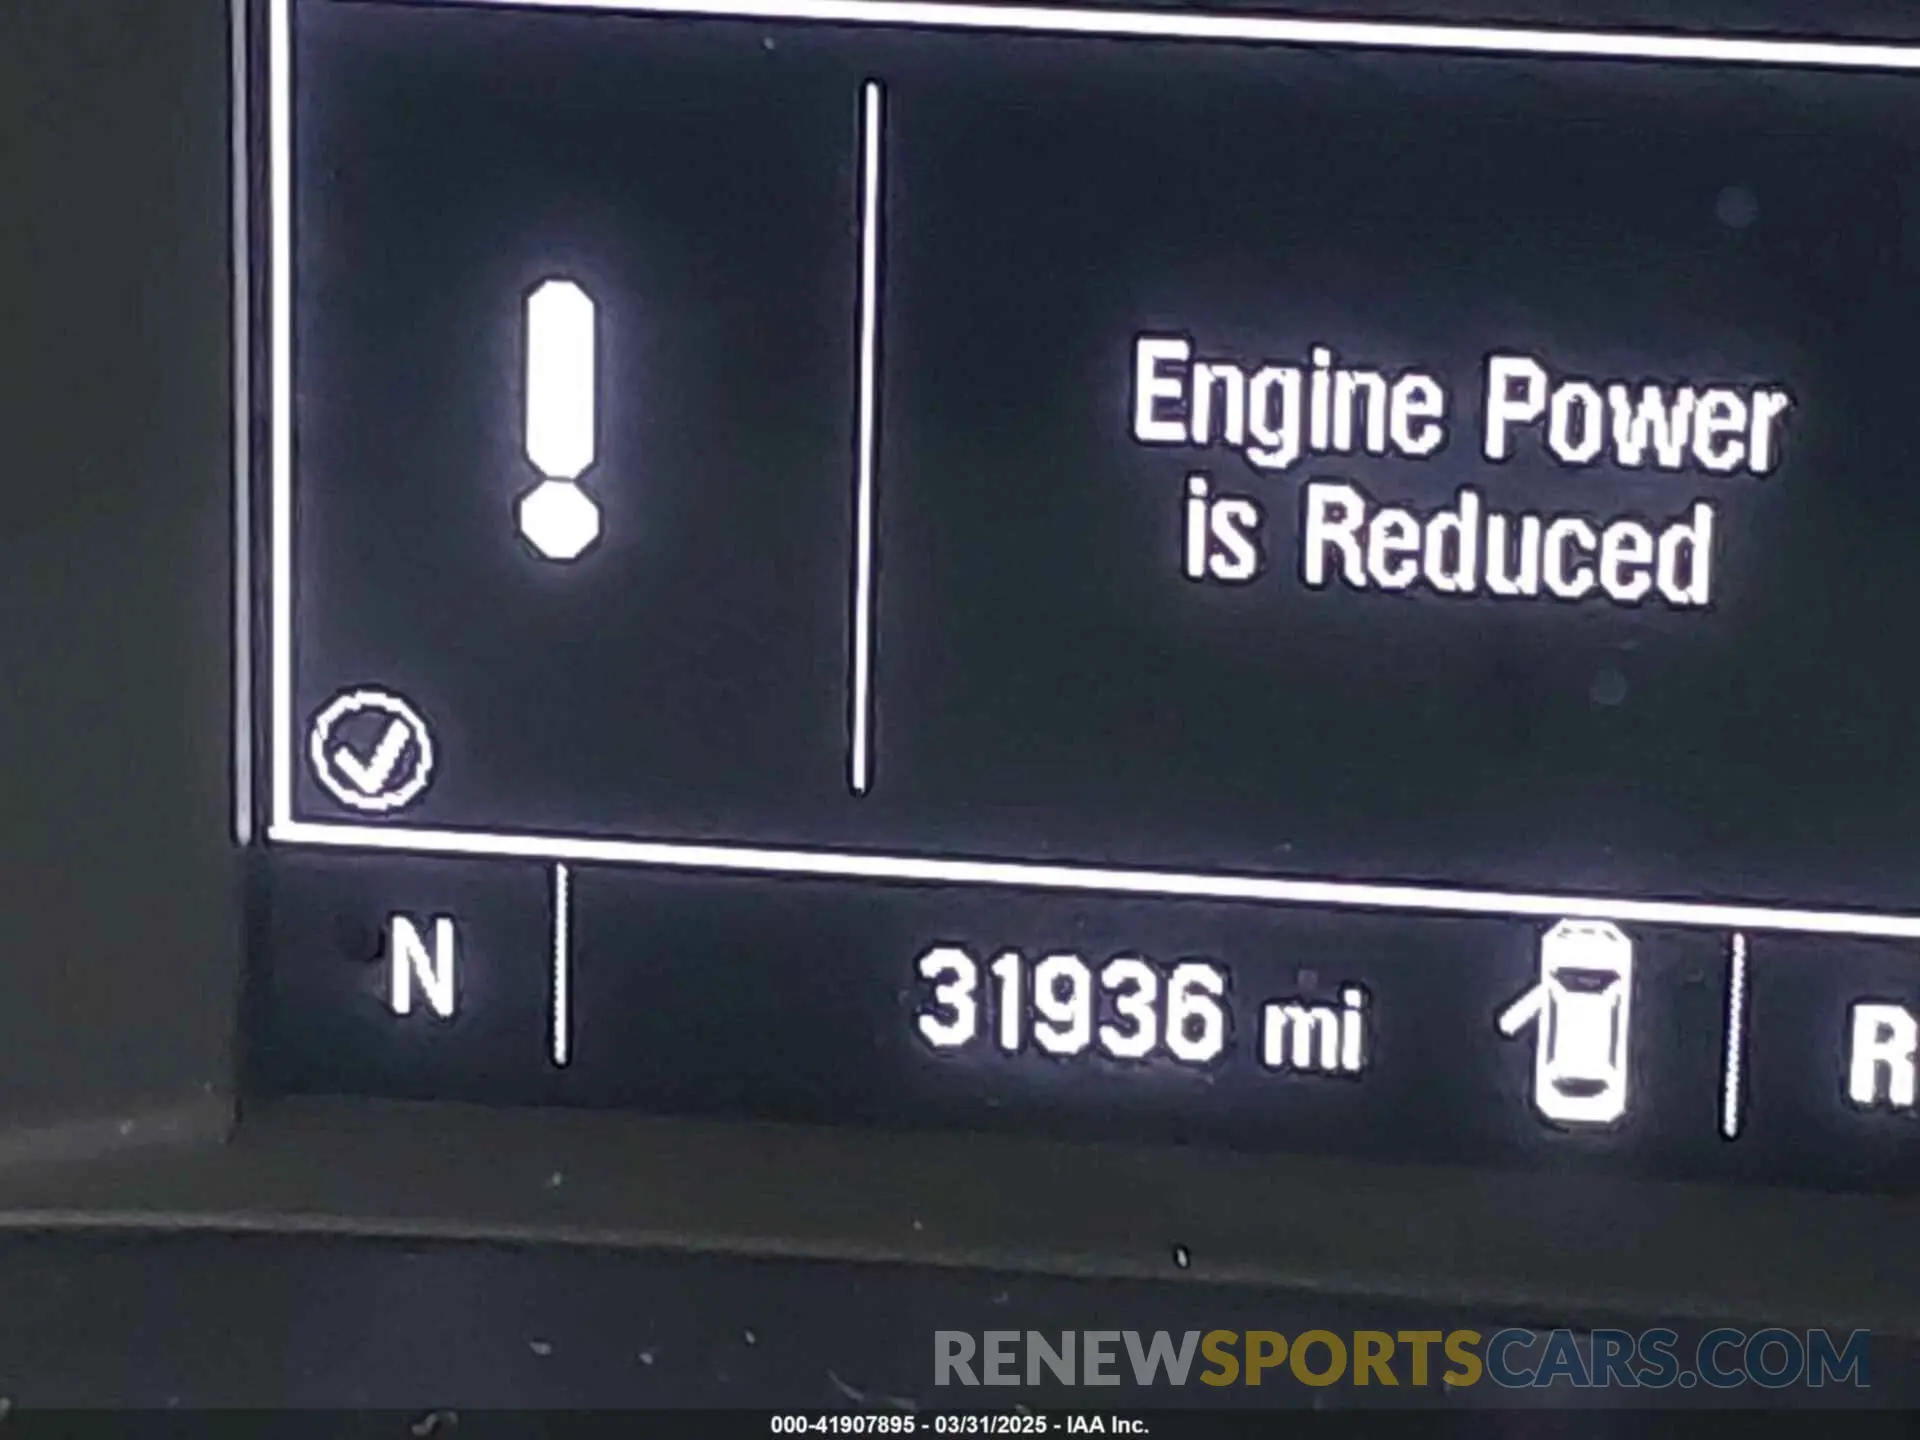 Engine Power
is Reduced
N
31936 mi
R
RENEWSPORTSCARS.COM
000-41907895 - 03/31/2025 - IAA Inc.